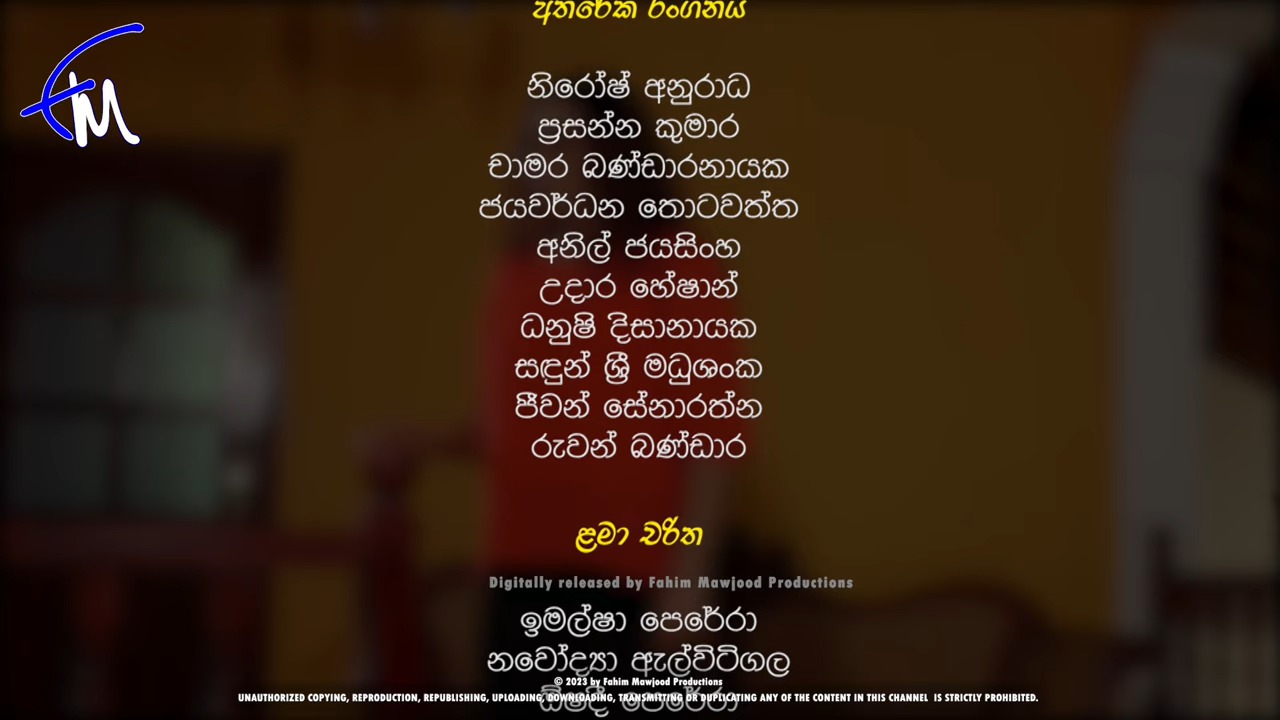 අතිරේක රංගනය
FM
නිරෝෂ් අනුරාධ
ප්‍රසන්න කුමාර
චාමර බණ්ඩාරනායක
ජයවර්ධන තොටවත්ත
අනිල් ජයසිංහ
උදාර හේෂාන්
ධනුෂි දිසානායක
සඳුන් ශ්‍රී මධුශංක
ජීවන් සේනාරත්න
රුවන් බණ්ඩාර
ළමා චරිත
Digitally released by Fahim Mawjood Productions
ඉමල්ෂා පෙරේරා
නවෝද්‍යා ඇල්විටිගල
© 2023 by Fahim Mawjood Productions
ඕෂදී පෙරේරා
UNAUTHORIZED COPYING, REPRODUCTION, REPUBLISHING, UPLOADING, DOWNLOADING, TRANSMITTING OR DUPLICATING ANY OF THE CONTENT IN THIS CHANNEL IS STRICTLY PROHIBITED.